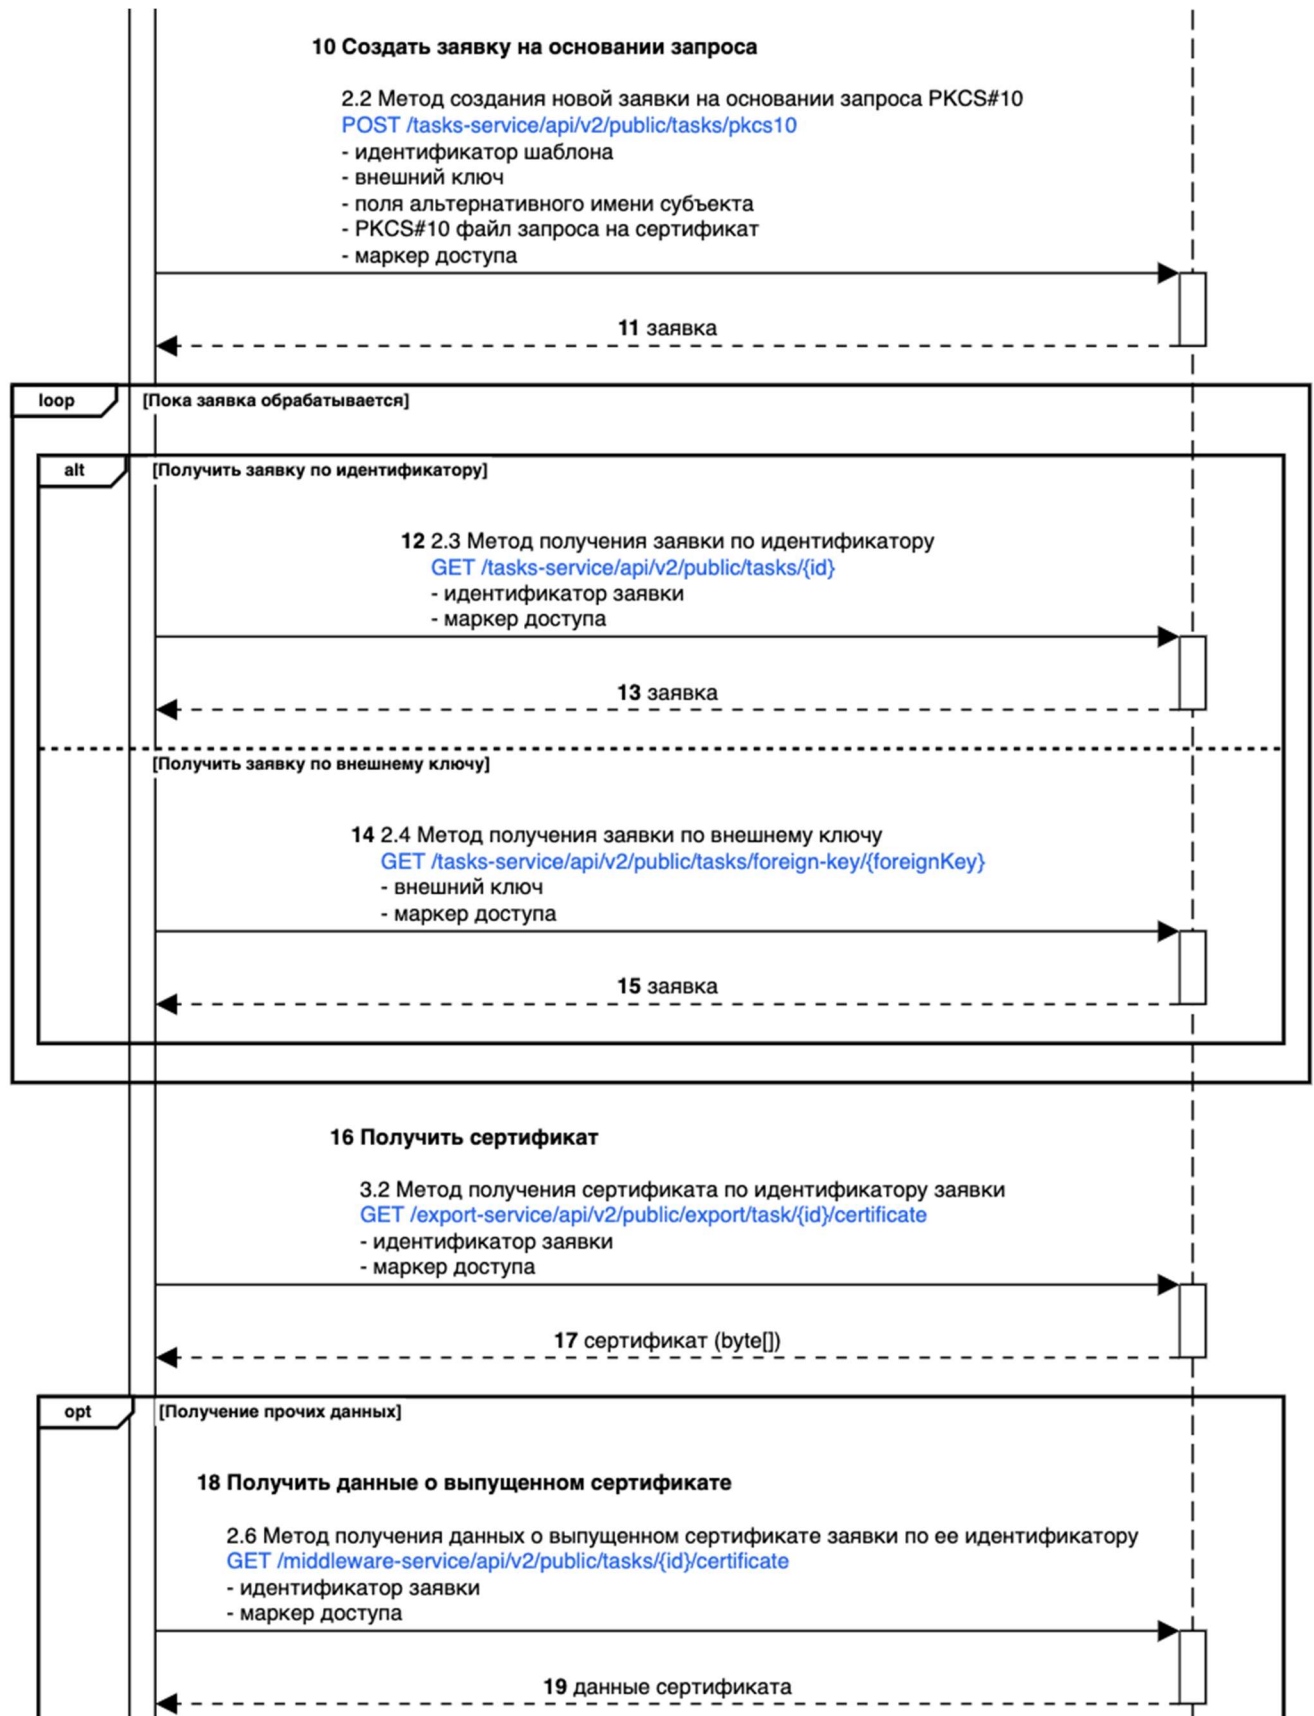 10 Создать заявку на основании запроса
2.2 Метод создания новой заявки на основании запроса PKCS#10
POST /tasks-service/api/v2/public/tasks/pkcs10
- идентификатор шаблона
- внешний ключ
- поля альтернативного имени субъекта
- PKCS#10 файл запроса на сертификат
- маркер доступа
11 заявка
loop [Пока заявка обрабатывается]
alt [Получить заявку по идентификатору]
12 2.3 Метод получения заявки по идентификатору
GET /tasks-service/api/v2/public/tasks/{id}
- идентификатор заявки
- маркер доступа
13 заявка
[Получить заявку по внешнему ключу]
14 2.4 Метод получения заявки по внешнему ключу
GET /tasks-service/api/v2/public/tasks/foreign-key/{foreignKey}
- внешний ключ
- маркер доступа
15 заявка
16 Получить сертификат
3.2 Метод получения сертификата по идентификатору заявки
GET /export-service/api/v2/public/export/task/{id}/certificate
- идентификатор заявки
- маркер доступа
17 сертификат (byte[])
opt [Получение прочих данных]
18 Получить данные о выпущенном сертификате
2.6 Метод получения данных о выпущенном сертификате заявки по ее идентификатору
GET /middleware-service/api/v2/public/tasks/{id}/certificate
- идентификатор заявки
- маркер доступа
19 данные сертификата